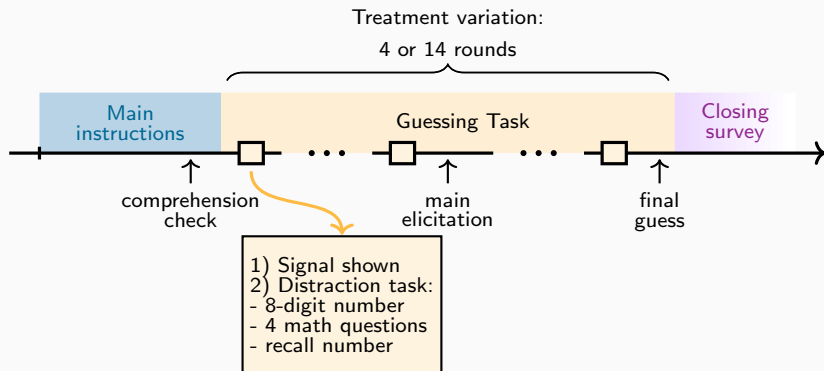 Treatment variation:
4 or 14 rounds
Main
instructions
Guessing Task
Closing
survey
comprehension
check
main
elicitation
final
guess
1) Signal shown
2) Distraction task:
- 8-digit number
- 4 math questions
- recall number